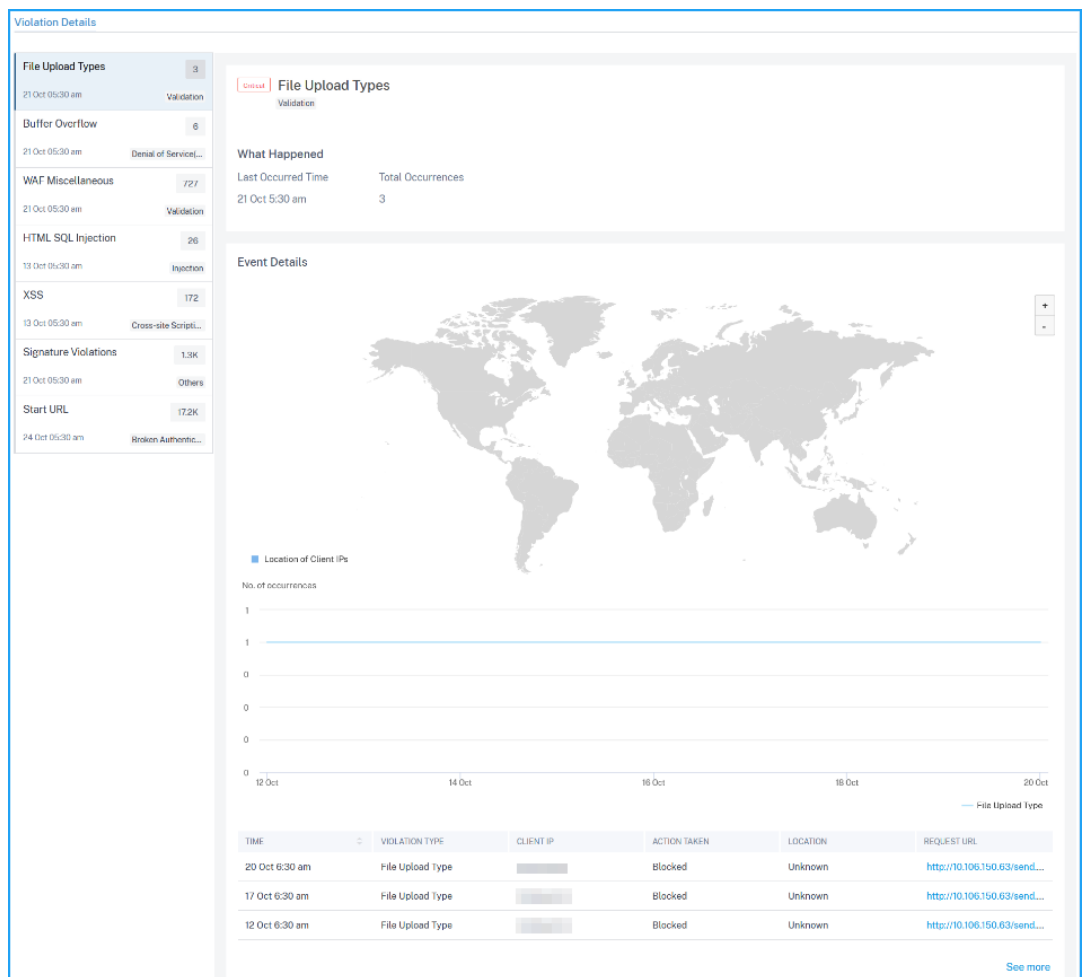 Violation Details
File Upload Types
3
21 Oct 05:30 am
Validation
Buffer Overflow
6
21 Oct 05:30 am
Denial of Service(...
WAF Miscellaneous
727
21 Oct 05:30 am
Validation
HTML SQL Injection
26
13 Oct 05:30 am
Injection
XSS
172
13 Oct 05:30 am
Cross-site Scripti...
Signature Violations
1.3K
21 Oct 05:30 am
Others
Start URL
17.2K
24 Oct 05:30 am
Broken Authentic...
Critical
File Upload Types
Validation
What Happened
Last Occurred Time Total Occurrences
21 Oct 5:30 am 3
Event Details
+
-
Location of Client IPs
No. of occurrences
1
1
0
0
0
0
12 Oct 14 Oct 16 Oct 18 Oct 20 Oct
File Upload Type
TIME VIOLATION TYPE CLIENT IP ACTION TAKEN LOCATION REQUEST URL
20 Oct 6:30 am File Upload Type Blocked Unknown http://10.106.150.63/send....
17 Oct 6:30 am File Upload Type Blocked Unknown http://10.106.150.63/send....
12 Oct 6:30 am File Upload Type Blocked Unknown http://10.106.150.63/send....
See more